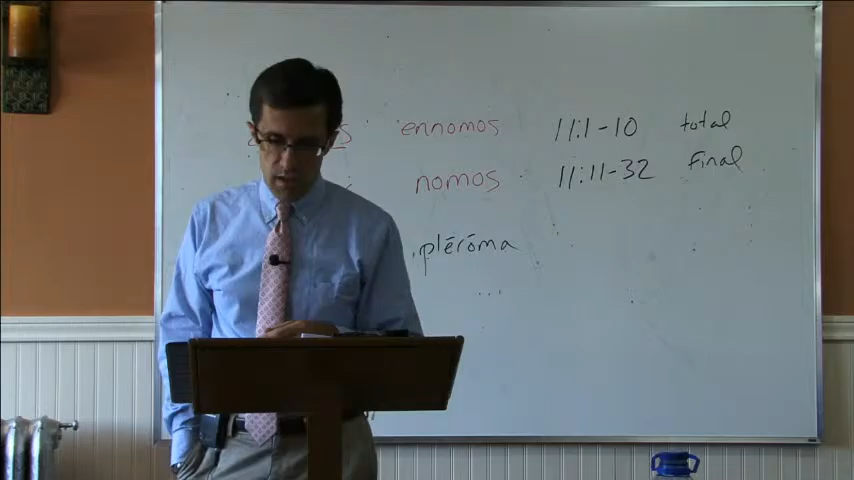 ennomos 11:1-10 total
nomos 11:11-32 final
plērōma
...